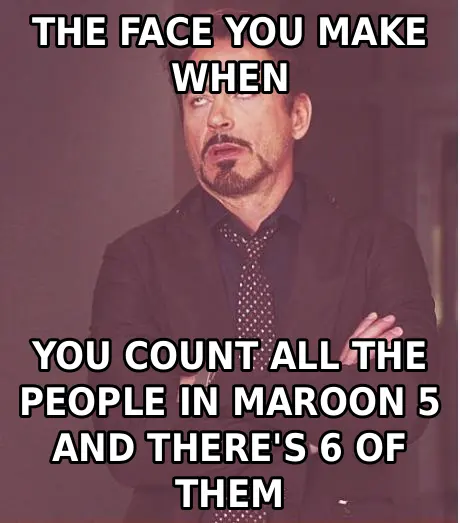 THE FACE YOU MAKE
WHEN
YOU COUNT ALL THE
PEOPLE IN MAROON 5
AND THERE'S 6 OF
THEM